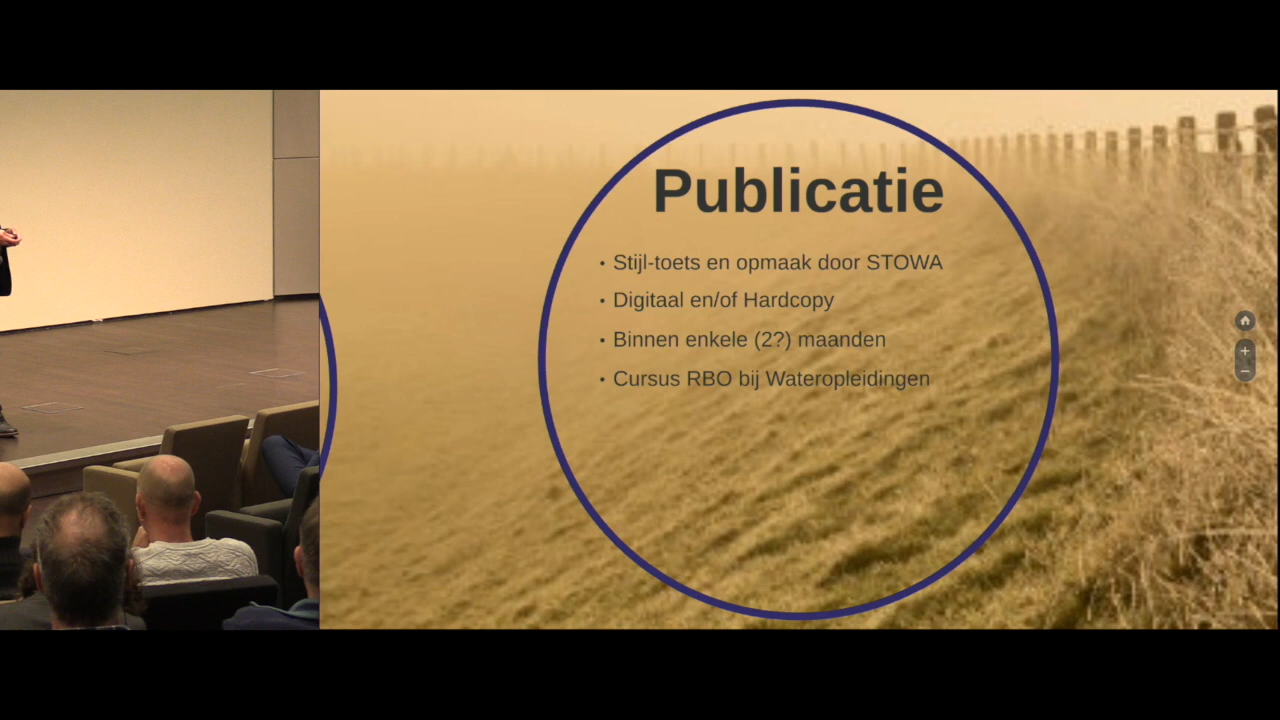 Publicatie
• Stijl-toets en opmaak door STOWA
• Digitaal en/of Hardcopy
• Binnen enkele (2?) maanden
• Cursus RBO bij Wateropleidingen